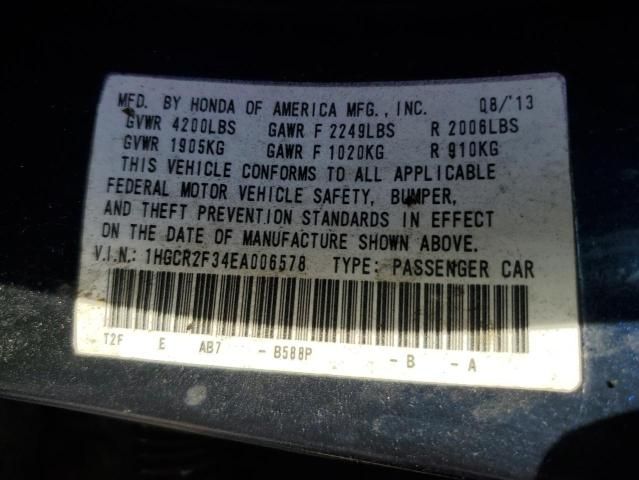 MFD. BY HONDA OF AMERICA MFG., INC. 08/'13
GVWR 4200LBS GAWR F 2249LBS R 2006LBS
GVWR 1905KG GAWR F 1020KG R 910KG
THIS VEHICLE CONFORMS TO ALL APPLICABLE
FEDERAL MOTOR VEHICLE SAFETY, BUMPER,
AND THEFT PREVENTION STANDARDS IN EFFECT
ON THE DATE OF MANUFACTURE SHOWN ABOVE.
V.I.N.: 1HGCR2F34EA006578 TYPE: PASSENGER CAR
T2F E AB7 -B588P -B -A